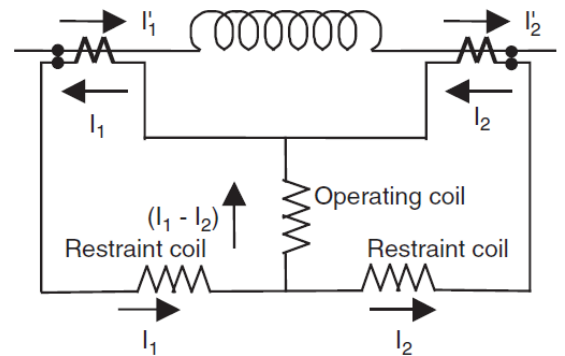 I'₁ I'₂
I₁ I₂
Operating coil
(I₁ - I₂)
Restraint coil Restraint coil
I₁ I₂